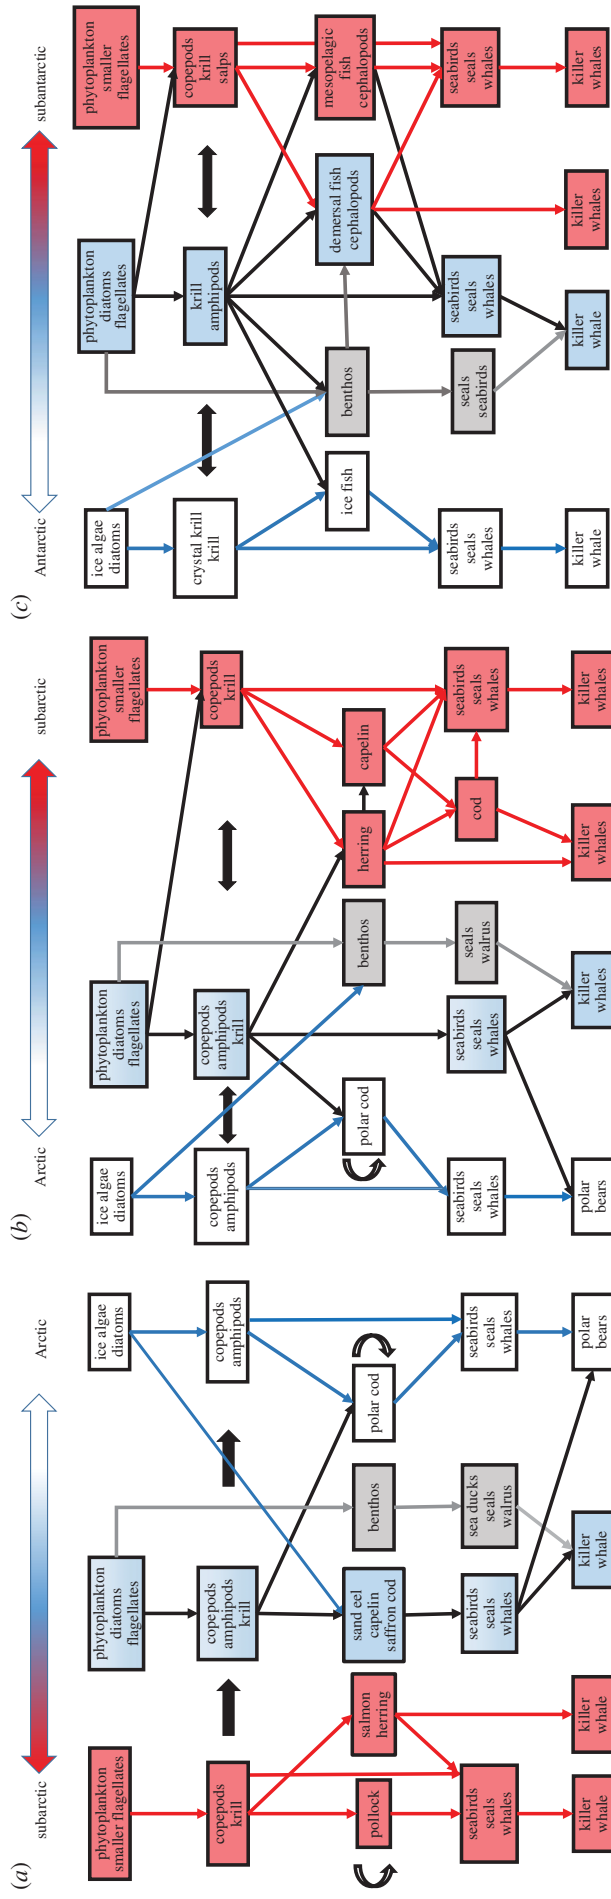 (a)
subarctic
Arctic
phytoplankton
smaller flagellates
phytoplankton
diatoms
flagellates
ice algae
diatoms
copepods
krill
copepods
amphipods
krill
copepods
amphipods
pollock
salmon
herring
sand eel
capelin
saffron cod
benthos
polar cod
seabirds
seals
whales
seabirds
seals
whales
sea ducks
seals
walrus
seabirds
seals
whales
killer
whale
killer
whale
killer
whale
polar
bears
(b)
Arctic
subarctic
ice algae
diatoms
phytoplankton
diatoms
flagellates
phytoplankton
smaller
flagellates
copepods
amphipods
copepods
amphipods
krill
copepods
krill
polar cod
benthos
herring
capelin
seabirds
seals
whales
seabirds
seals
whales
seals
walrus
cod
seabirds
seals
whales
polar
bears
killer
whales
killer
whales
killer
whales
(c)
Antarctic
subantarctic
ice algae
diatoms
phytoplankton
diatoms
flagellates
phytoplankton
smaller
flagellates
crystal krill
krill
krill
amphipods
copepods
krill
salps
ice fish
benthos
demersal fish
cephalopods
mesopelagic
fish
cephalopods
seabirds
seals
whales
seals
seabirds
seabirds
seals
whales
seabirds
seals
whales
killer
whale
killer
whale
killer
whales
killer
whales